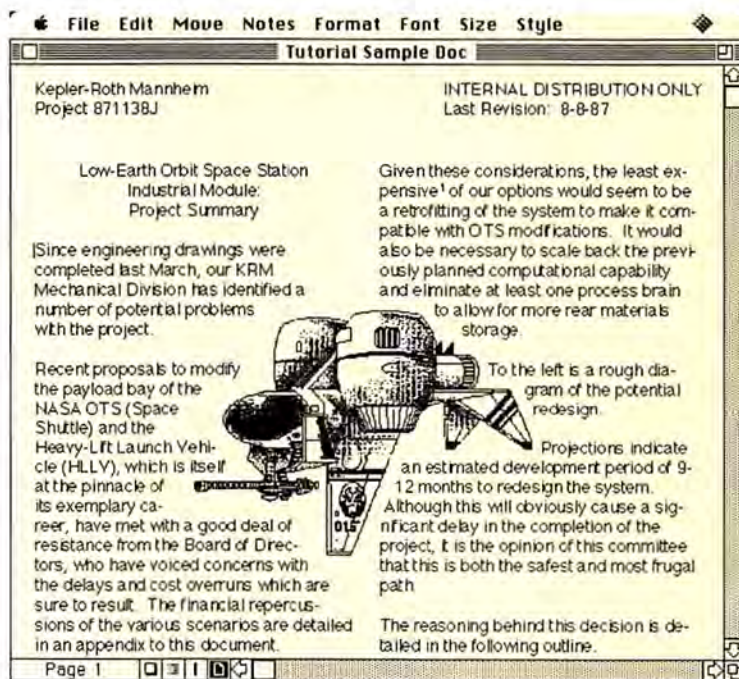 File Edit Move Notes Format Font Size Style
Tutorial Sample Doc
Kepler-Roth Mannheim
Project 871138J
INTERNAL DISTRIBUTION ONLY
Last Revision: 8-8-87
Low-Earth Orbit Space Station
Industrial Module:
Project Summary
Since engineering drawings were
completed last March, our KRM
Mechanical Division has identified a
number of potential problems
with the project.
Recent proposals to modify
the payload bay of the
NASA OTS (Space
Shuttle) and the
Heavy-Lift Launch Vehi-
cle (HLLV), which is itself
at the pinnacle of
its exemplary ca-
reer, have met with a good deal of
resistance from the Board of Direc-
tors, who have voiced concerns with
the delays and cost overruns which are
sure to result. The financial repercus-
sions of the various scenarios are detailed
in an appendix to this document.
Given these considerations, the least ex-
pensive¹ of our options would seem to be
a retrofitting of the system to make it com-
patible with OTS modifications. It would
also be necessary to scale back the previ-
ously planned computational capability
and eliminate at least one process brain
to allow for more rear materials
storage.
To the left is a rough dia-
gram of the potential
redesign.
Projections indicate
an estimated development period of 9-
12 months to redesign the system.
Although this will obviously cause a sig-
nificant delay in the completion of the
project, it is the opinion of this committee
that this is both the safest and most frugal
path
The reasoning behind this decision is de-
tailed in the following outline.
OTS
Page 1